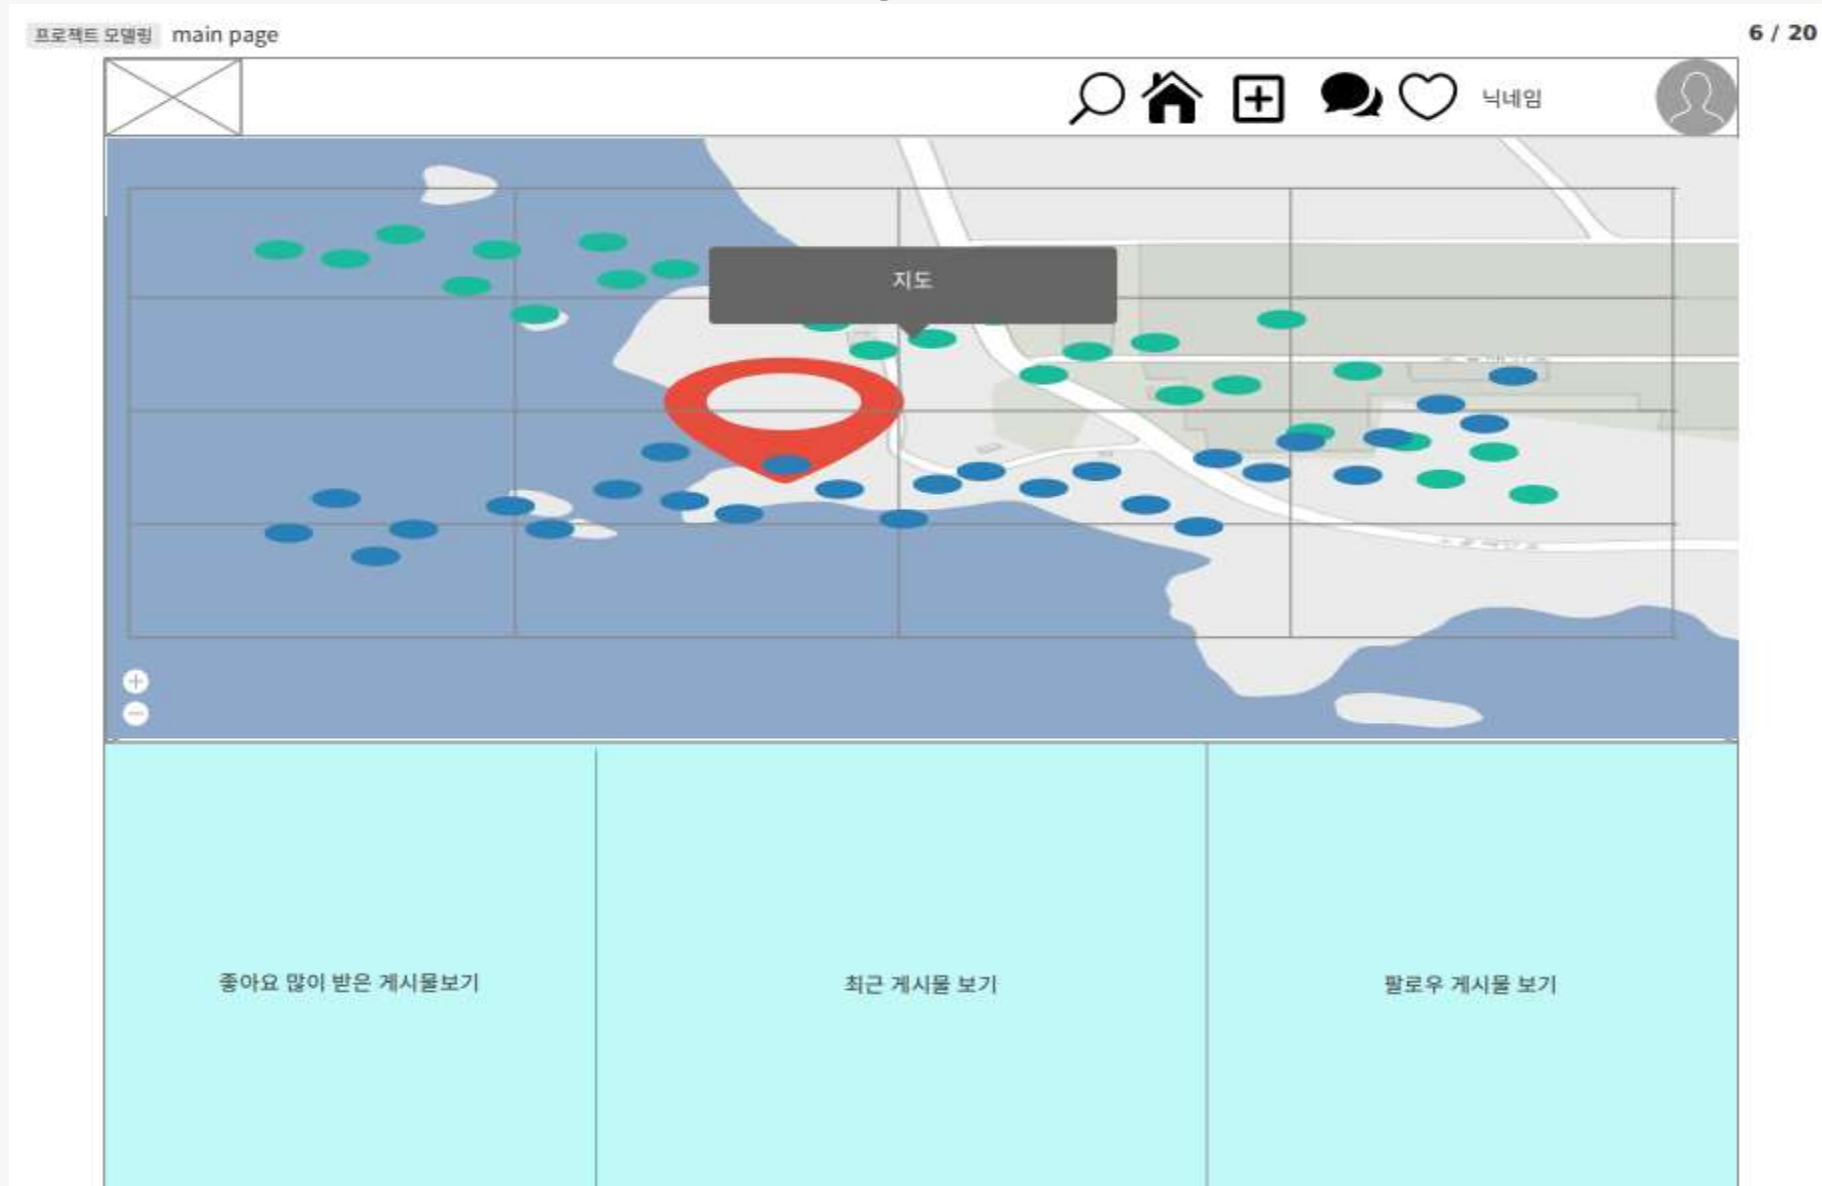 프로젝트 모델링 main page
6 / 20
닉네임
지도
좋아요 많이 받은 게시물보기
최근 게시물 보기
팔로우 게시물 보기